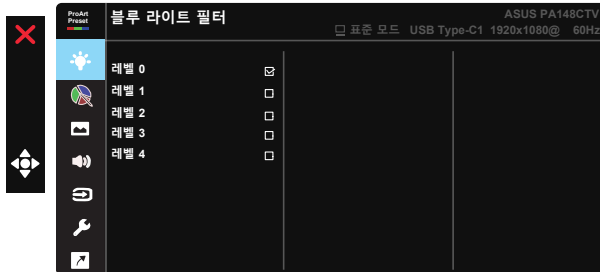 ProArt
Preset
블루 라이트 필터
ASUS PA148CTV
표준 모드 USB Type-C1 1920x1080@ 60Hz
레벨 0
레벨 1
레벨 2
레벨 3
레벨 4